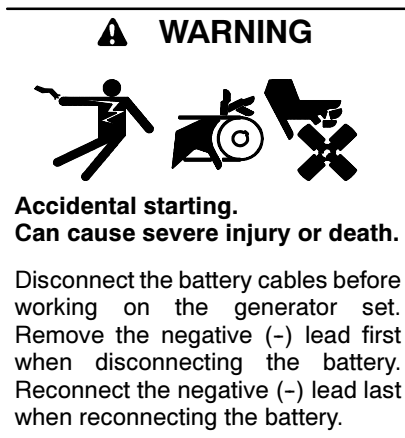 WARNING
Accidental starting.
Can cause severe injury or death.
Disconnect the battery cables before
working on the generator set.
Remove the negative (–) lead first
when disconnecting the battery.
Reconnect the negative (–) lead last
when reconnecting the battery.